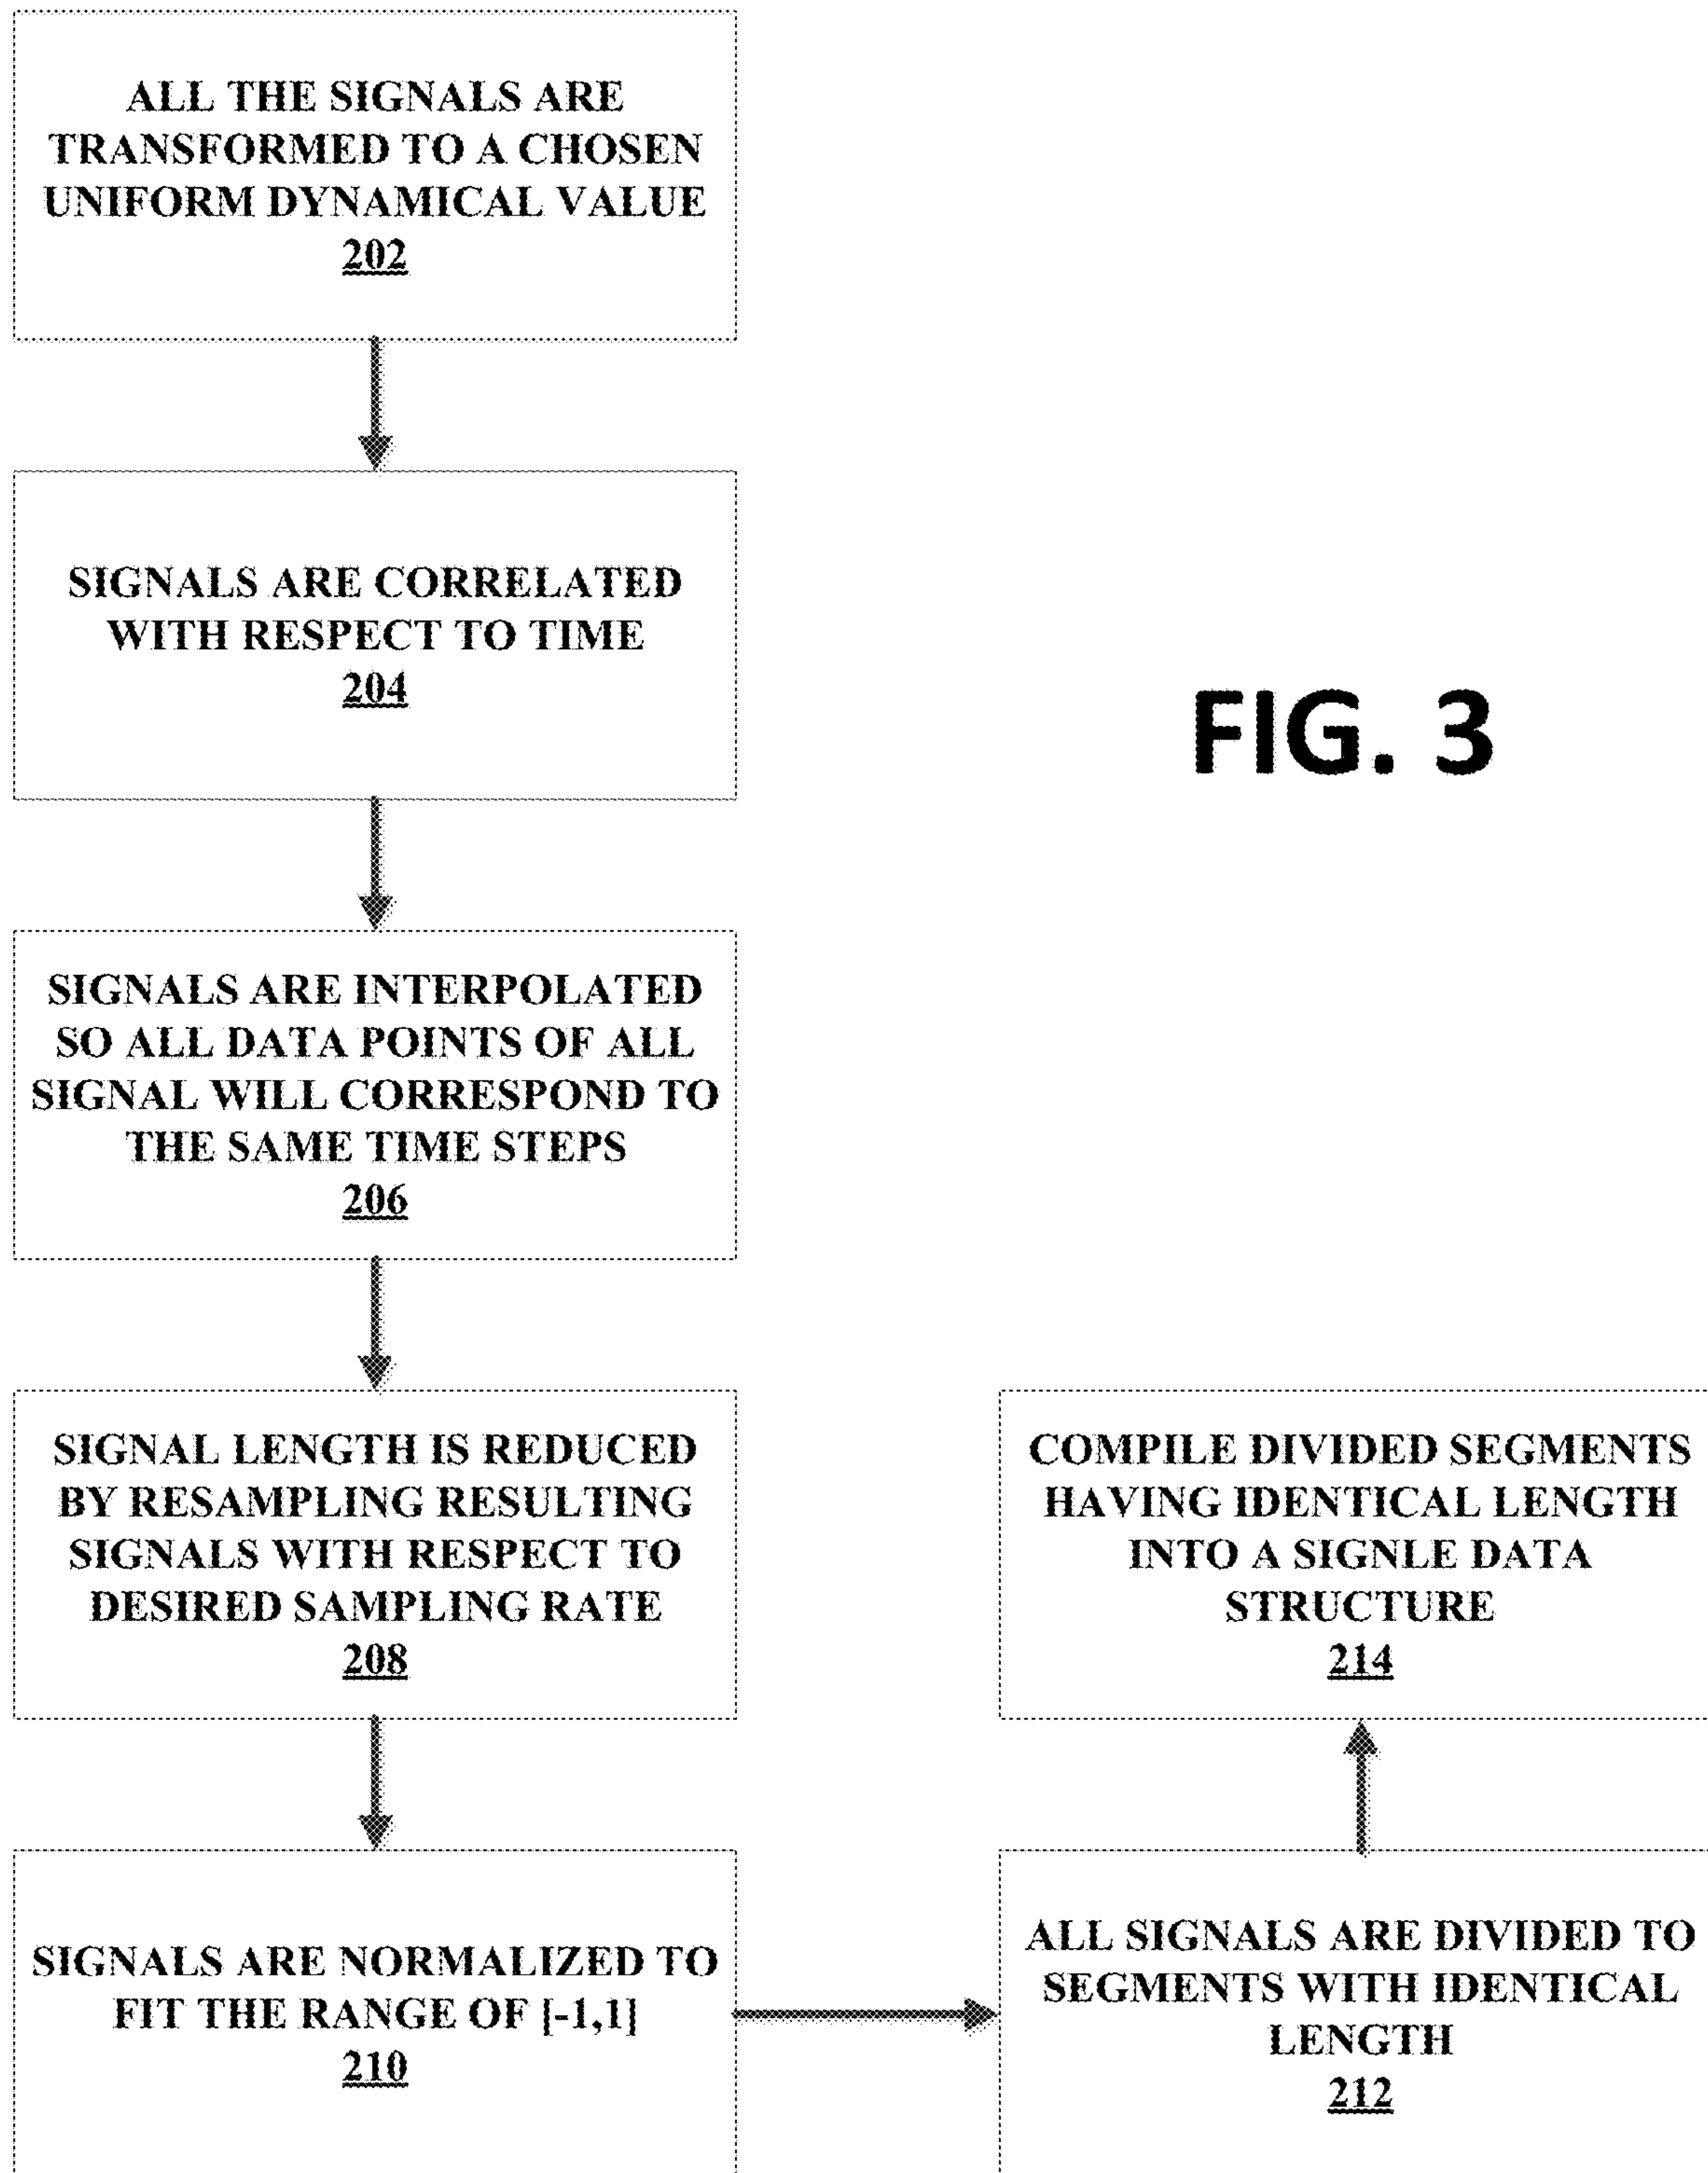 ALL THE SIGNALS ARE
TRANSFORMED TO A CHOSEN
UNIFORM DYNAMICAL VALUE
202
SIGNALS ARE CORRELATED
WITH RESPECT TO TIME
204
FIG. 3
SIGNALS ARE INTERPOLATED
SO ALL DATA POINTS OF ALL
SIGNAL WILL CORRESPOND TO
THE SAME TIME STEPS
206
SIGNAL LENGTH IS REDUCED
BY RESAMPLING RESULTING
SIGNALS WITH RESPECT TO
DESIRED SAMPLING RATE
208
SIGNALS ARE NORMALIZED TO
FIT THE RANGE OF [-1,1]
210
ALL SIGNALS ARE DIVIDED TO
SEGMENTS WITH IDENTICAL
LENGTH
212
COMPILE DIVIDED SEGMENTS
HAVING IDENTICAL LENGTH
INTO A SIGNLE DATA
STRUCTURE
214